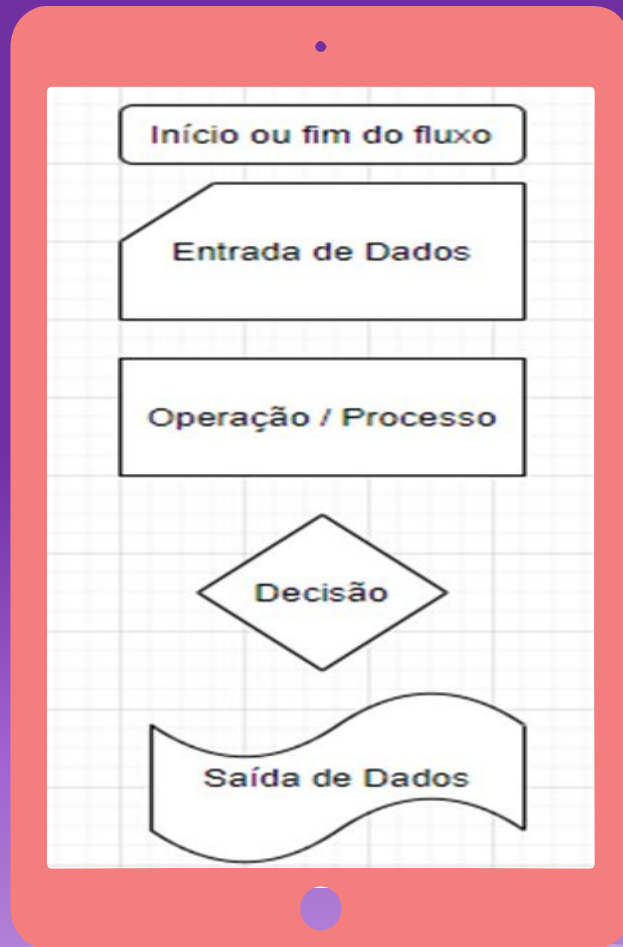 Início ou fim do fluxo
Entrada de Dados
Operação / Processo
Decisão
Saída de Dados